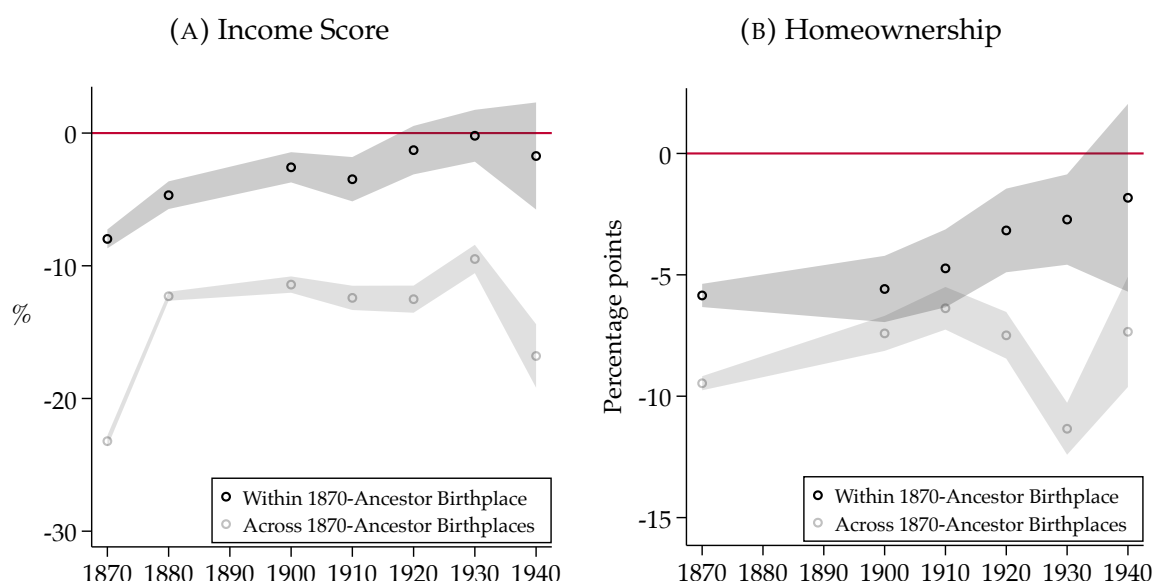 (A) Income Score
0
-10
%
-20
-30
Within 1870-Ancestor Birthplace
Across 1870-Ancestor Birthplaces
1870 1880 1890 1900 1910 1920 1930 1940
(B) Homeownership
0
-5
Percentage points
-10
-15
Within 1870-Ancestor Birthplace
Across 1870-Ancestor Birthplaces
1870 1880 1890 1900 1910 1920 1930 1940